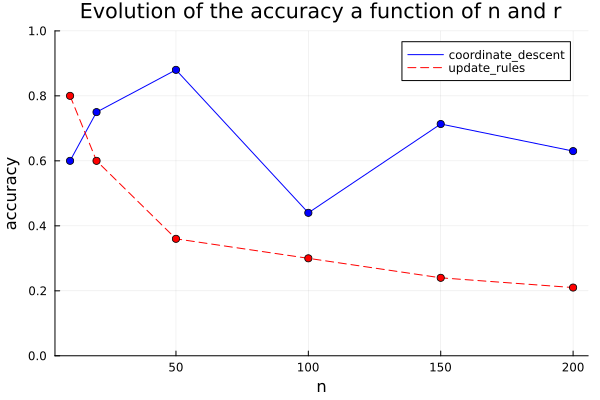 Evolution of the accuracy a function of n and r
coordinate_descent
update_rules
accuracy
1.0
0.8
0.6
0.4
0.2
0.0
50
100
150
200
n